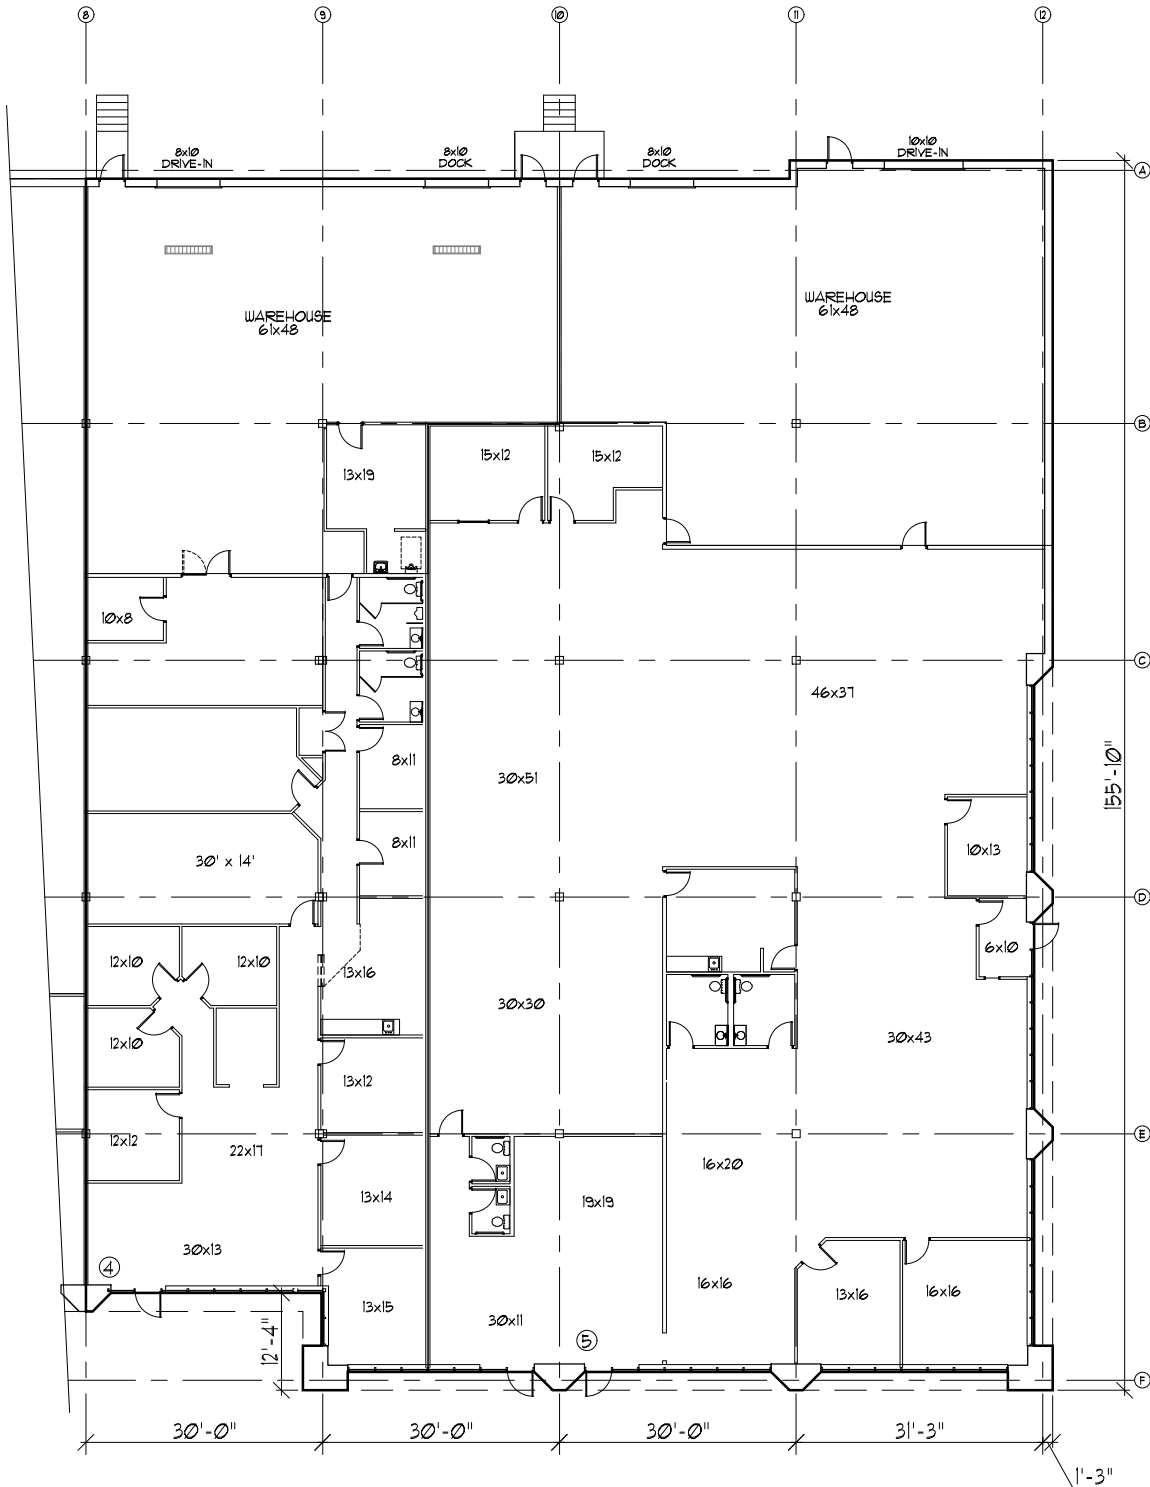 8
9
10
11
12
8x10
DRIVE-IN
8x10
DOCK
8x10
DOCK
10x10
DRIVE-IN
A
WAREHOUSE
61x48
WAREHOUSE
61x48
B
13x19
15x12
15x12
10x8
C
46x37
8x11
30x51
155'-10"
8x11
30' x 14'
10x13
D
12x10
12x10
13x16
6x10
30x30
12x10
30x43
13x12
12x12
22x17
E
16x20
13x14
19x19
30x13
4
16x16
13x16
16x16
13x15
30x11
12'-4"
5
F
30'-0"
30'-0"
30'-0"
31'-3"
1'-3"